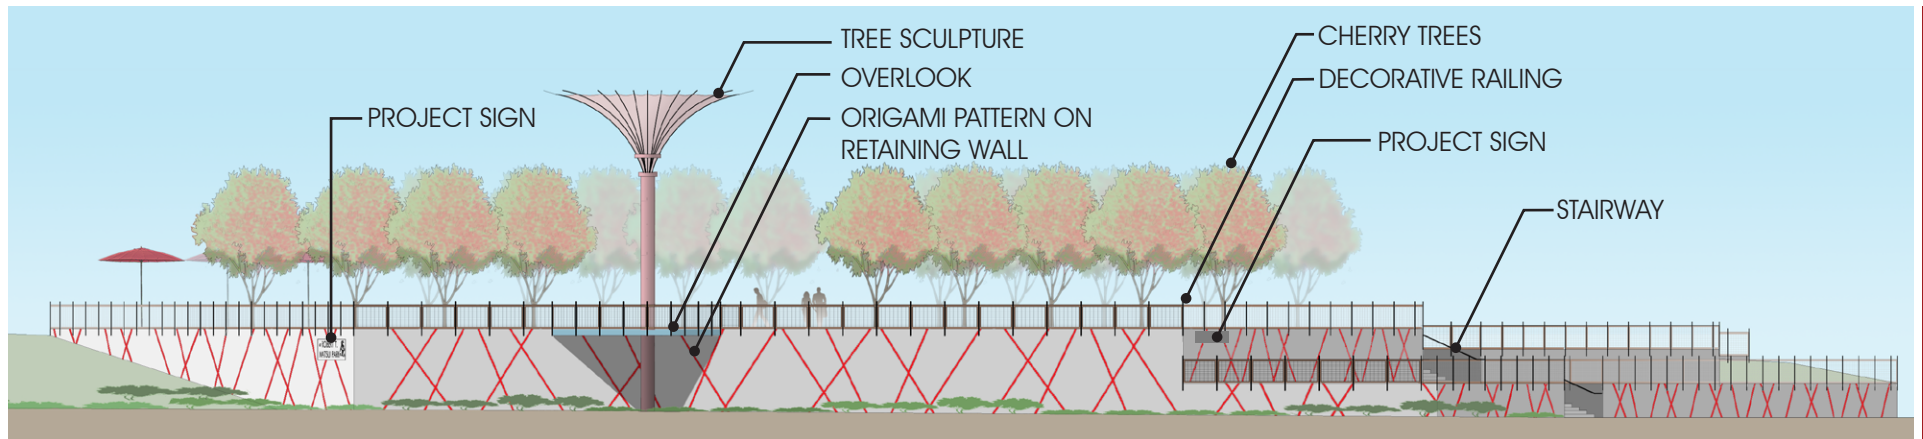 TREE SCULPTURE
OVERLOOK
ORIGAMI PATTERN ON
RETAINING WALL
PROJECT SIGN
CHERRY TREES
DECORATIVE RAILING
PROJECT SIGN
STAIRWAY